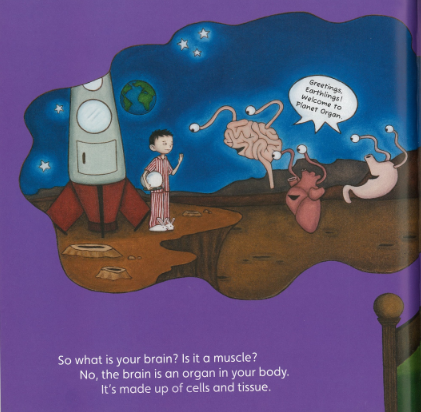 Greetings,
Earthlings!
Welcome to
Planet Organ.
So what is your brain? Is it a muscle?
No, the brain is an organ in your body.
It's made up of cells and tissue.